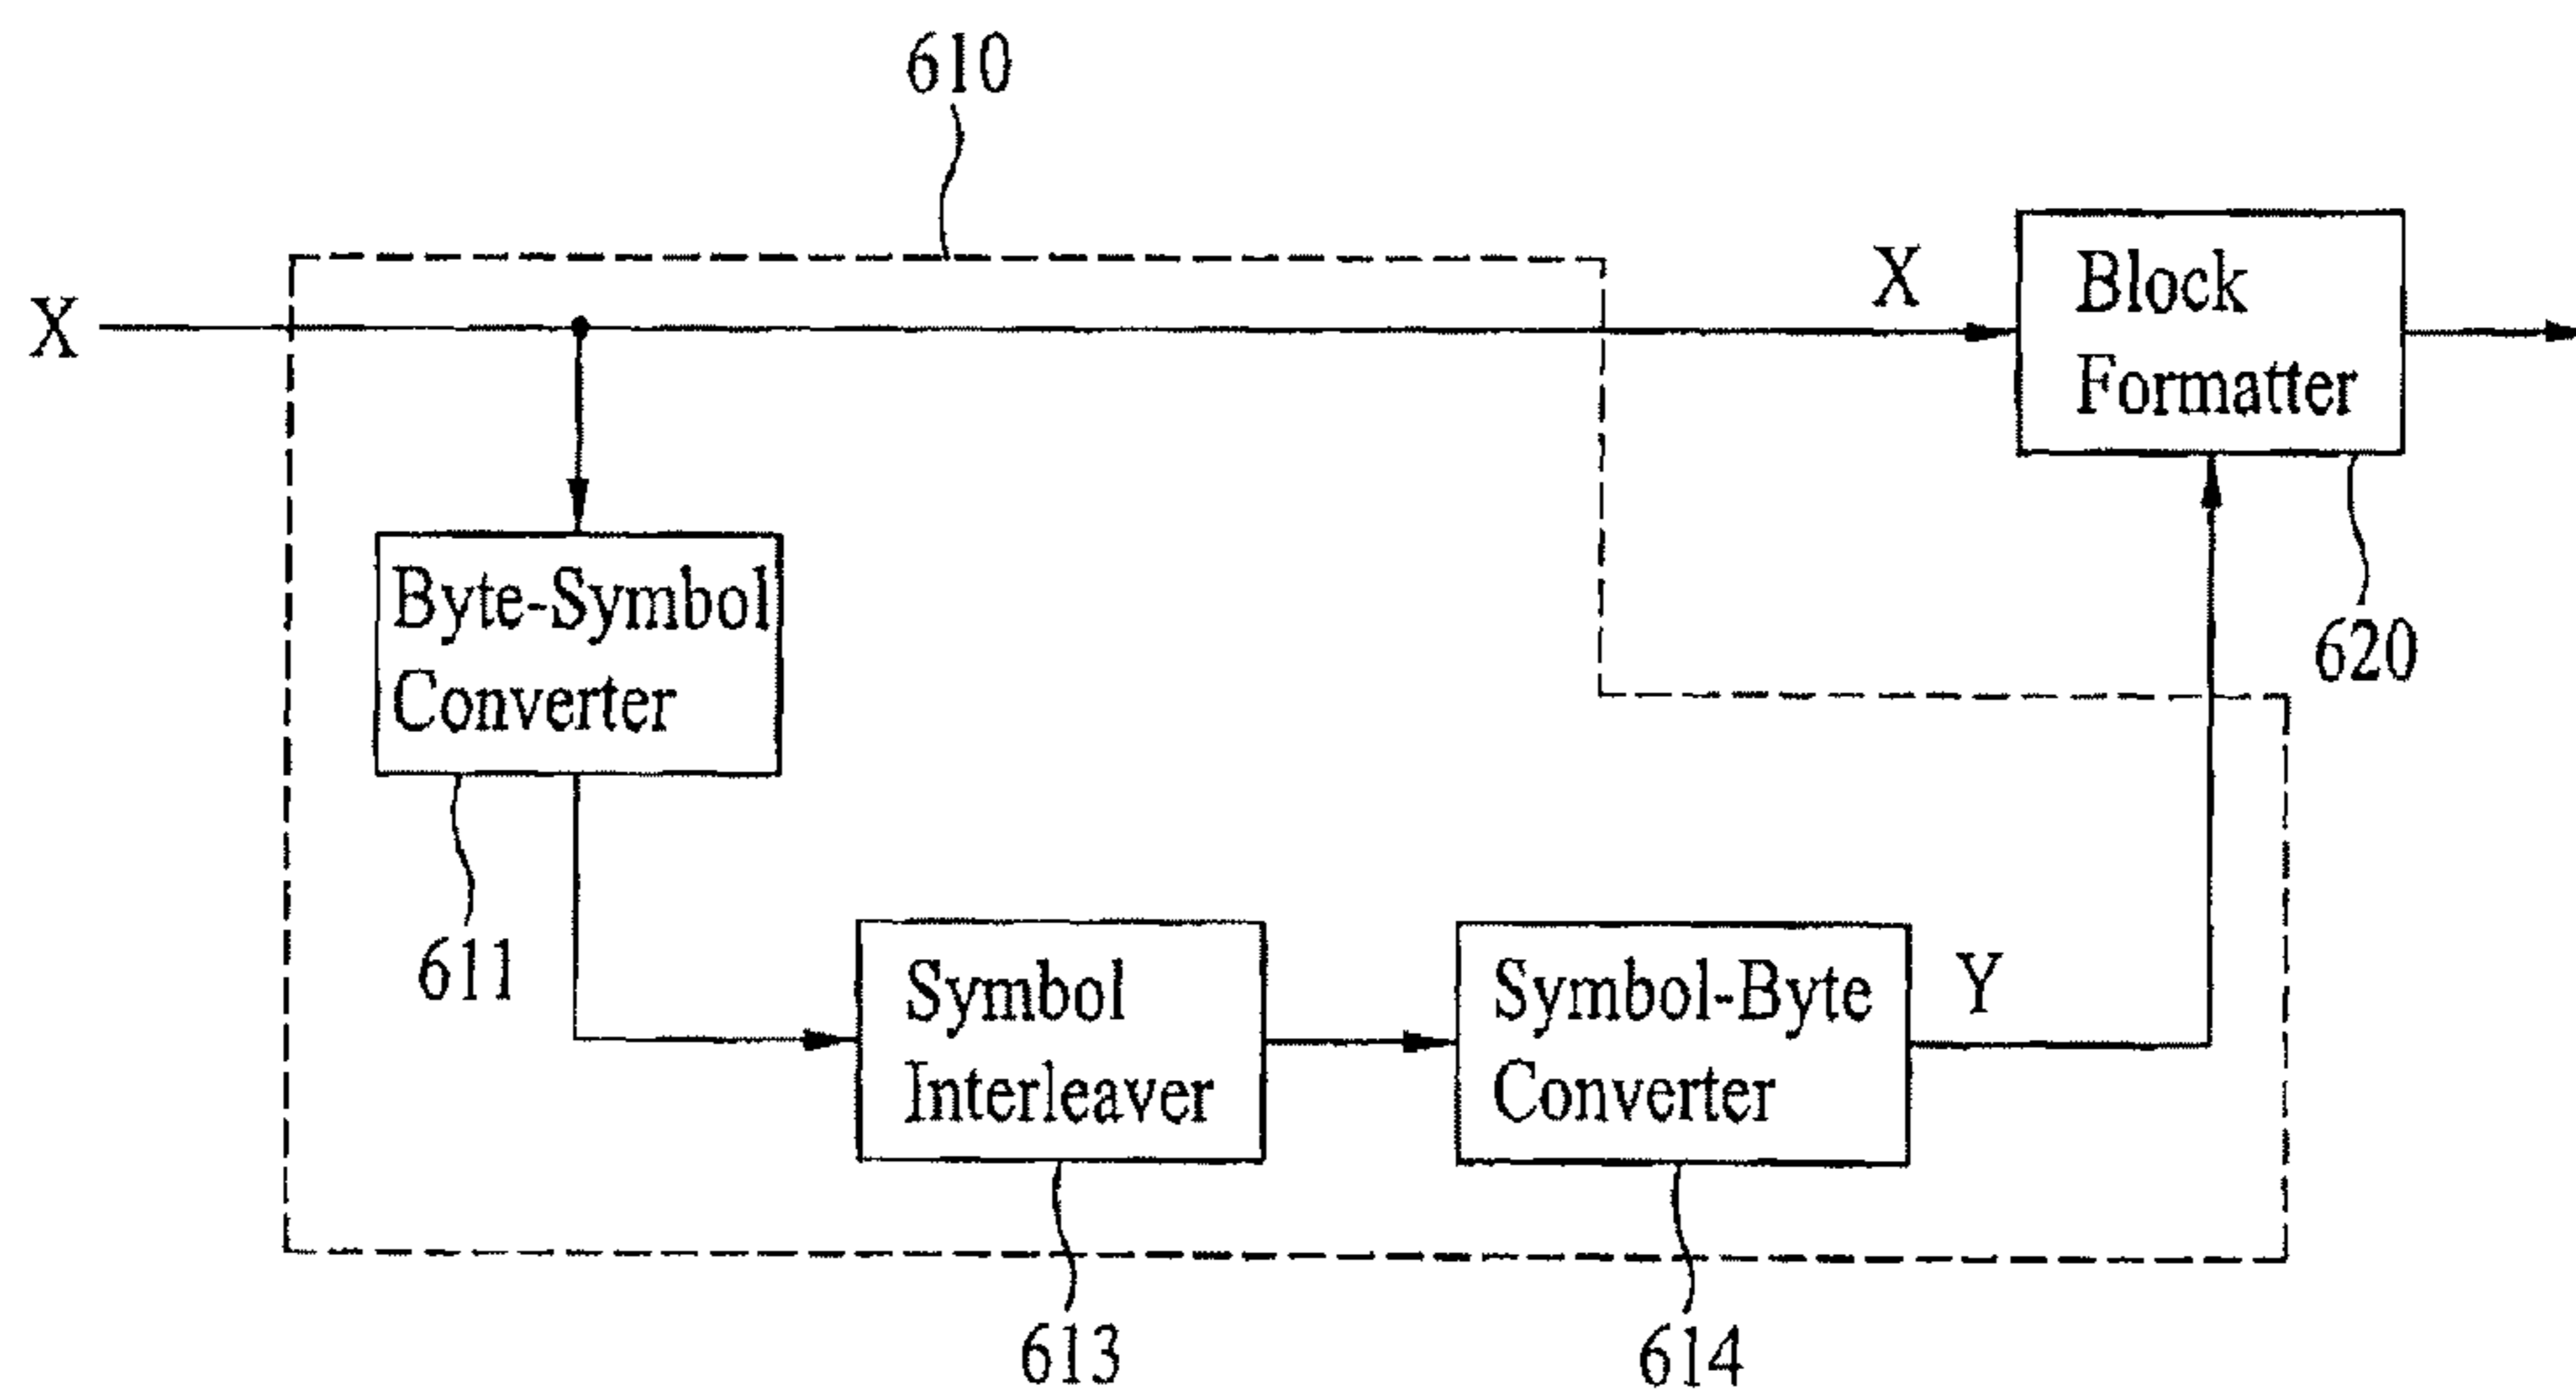 610
X
X
Block
Formatter
620
Byte-Symbol
Converter
611
Symbol
Interleaver
613
Symbol-Byte
Converter
614
Y